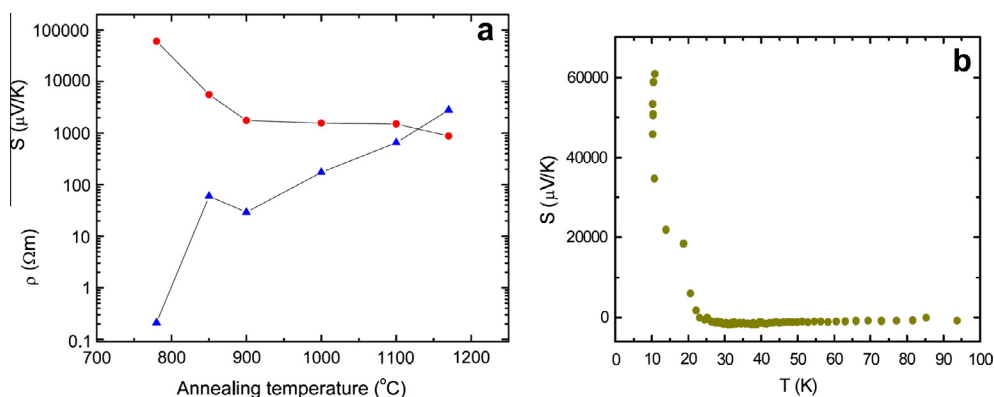 a
S (μV/K)
ρ (Ωm)
100000
10000
1000
100
10
1
0.1
700 800 900 1000 1100 1200
Annealing temperature (°C)
b
S (μV/K)
60000
40000
20000
0
0 10 20 30 40 50 60 70 80 90 100
T (K)